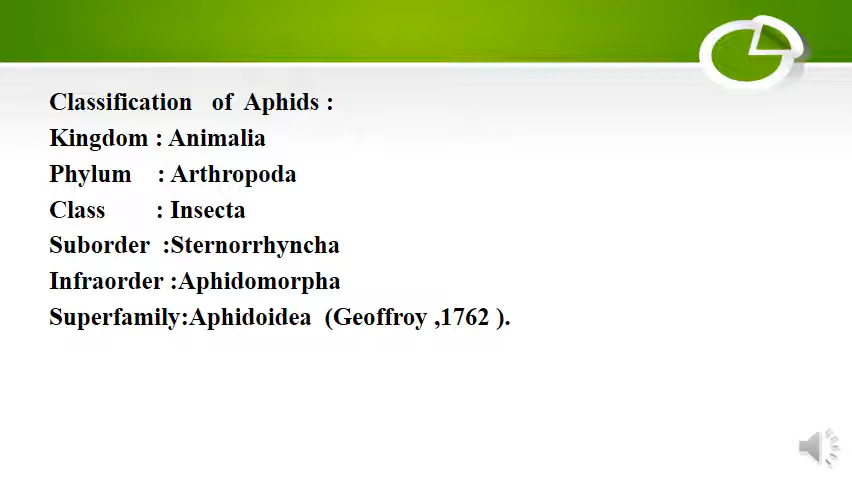 Classification of Aphids :
Kingdom : Animalia
Phylum : Arthropoda
Class : Insecta
Suborder :Sternorrhyncha
Infraorder :Aphidomorpha
Superfamily:Aphidoidea (Geoffroy ,1762 ).